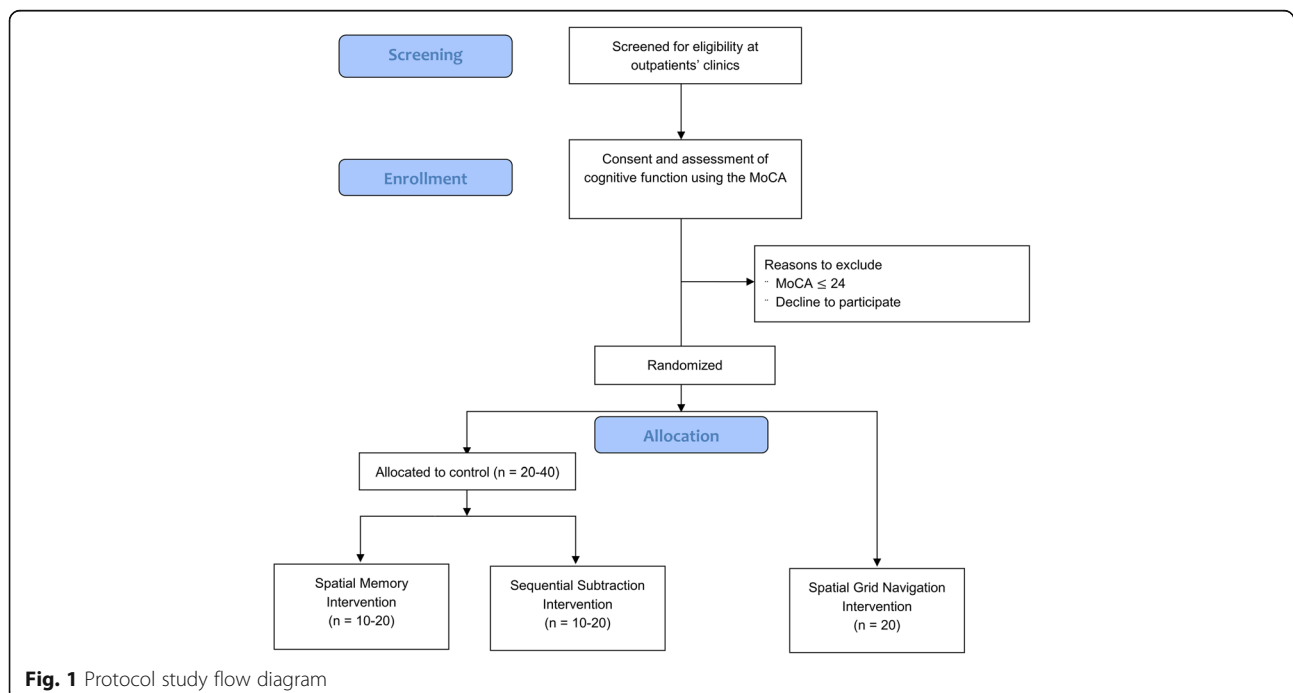 Screening
Screened for eligibility at
outpatients’ clinics
Enrollment
Consent and assessment of
cognitive function using the MoCA
Reasons to exclude
¨ MoCA ≤ 24
¨ Decline to participate
Randomized
Allocation
Allocated to control (n = 20-40)
Spatial Memory
Intervention
(n = 10-20)
Sequential Subtraction
Intervention
(n = 10-20)
Spatial Grid Navigation
Intervention
(n = 20)
Fig. 1 Protocol study flow diagram